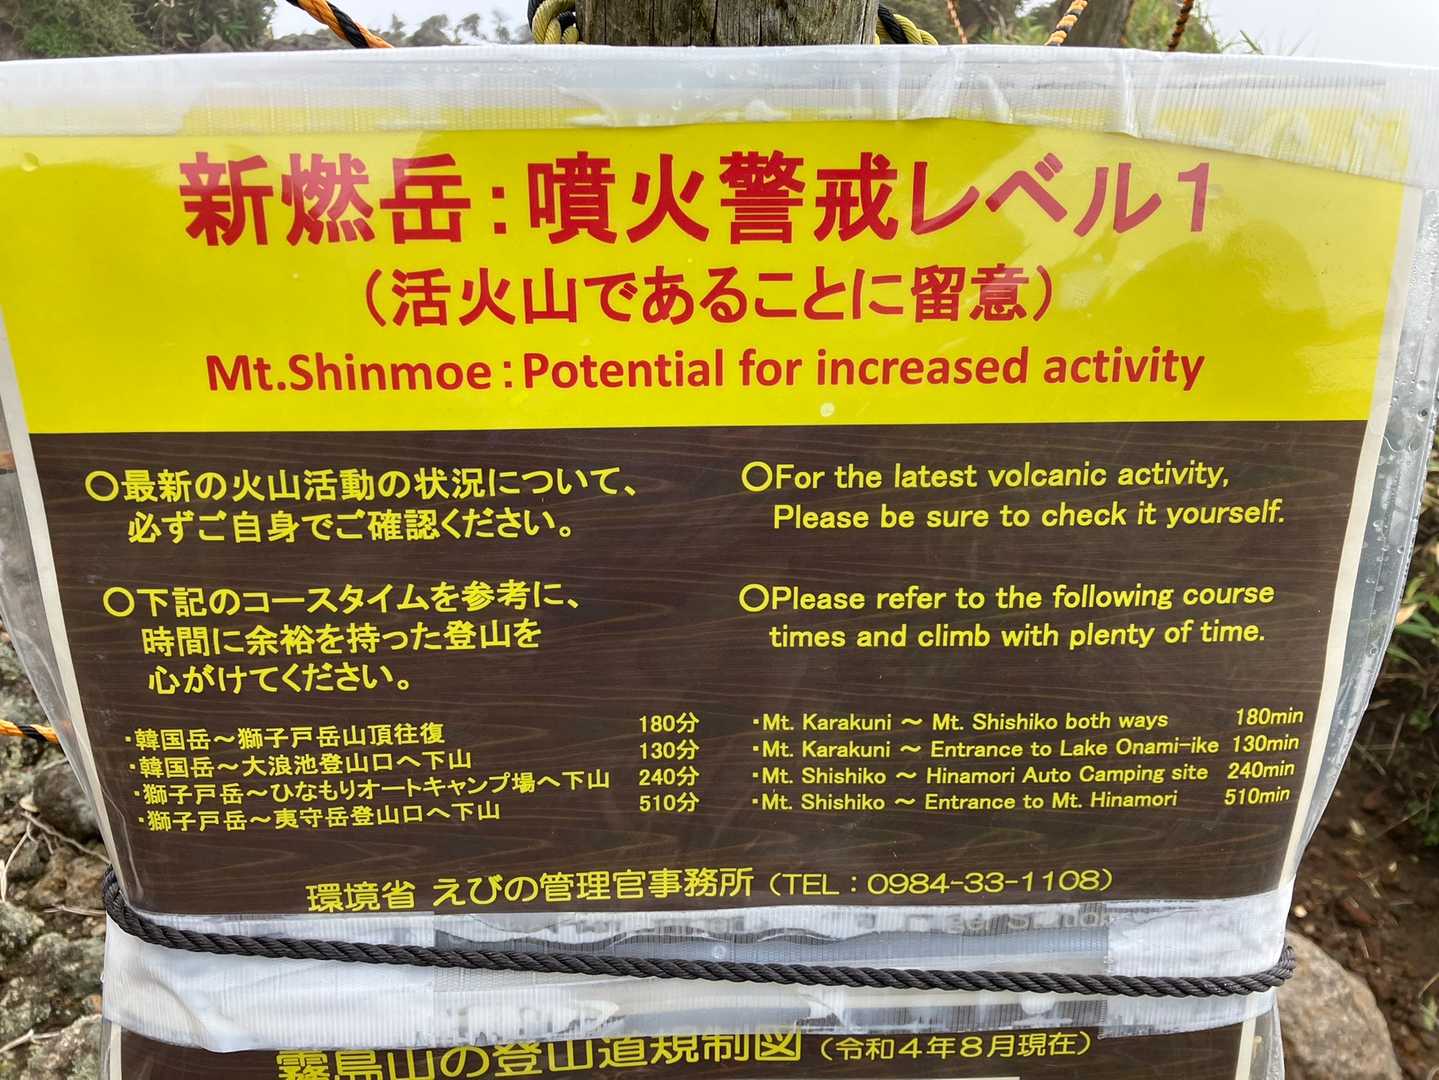 新燃岳：噴火警戒レベル１
（活火山であることに留意）
Mt.Shinmoe：Potential for increased activity
〇最新の火山活動の状況について、
必ずご自身でご確認ください。
〇下記のコースタイムを参考に、
時間に余裕を持った登山を
心がけてください。
・韓国岳～獅子戸岳山頂往復 180分
・韓国岳～大浪池登山口へ下山 130分
・獅子戸岳～ひなもりオートキャンプ場へ下山 240分
・獅子戸岳～夷守岳登山口へ下山 510分
〇For the latest volcanic activity,
Please be sure to check it yourself.
〇Please refer to the following course
times and climb with plenty of time.
・Mt. Karakuni ～ Mt. Shishiko both ways 180min
・Mt. Karakuni ～ Entrance to Lake Onami-ike 130min
・Mt. Shishiko ～ Hinamori Auto Camping site 240min
・Mt. Shishiko ～ Entrance to Mt. Hinamori 510min
環境省 えびの管理官事務所（TEL：0984-33-1108）
霧島山の登山道規制図（令和４年８月現在）